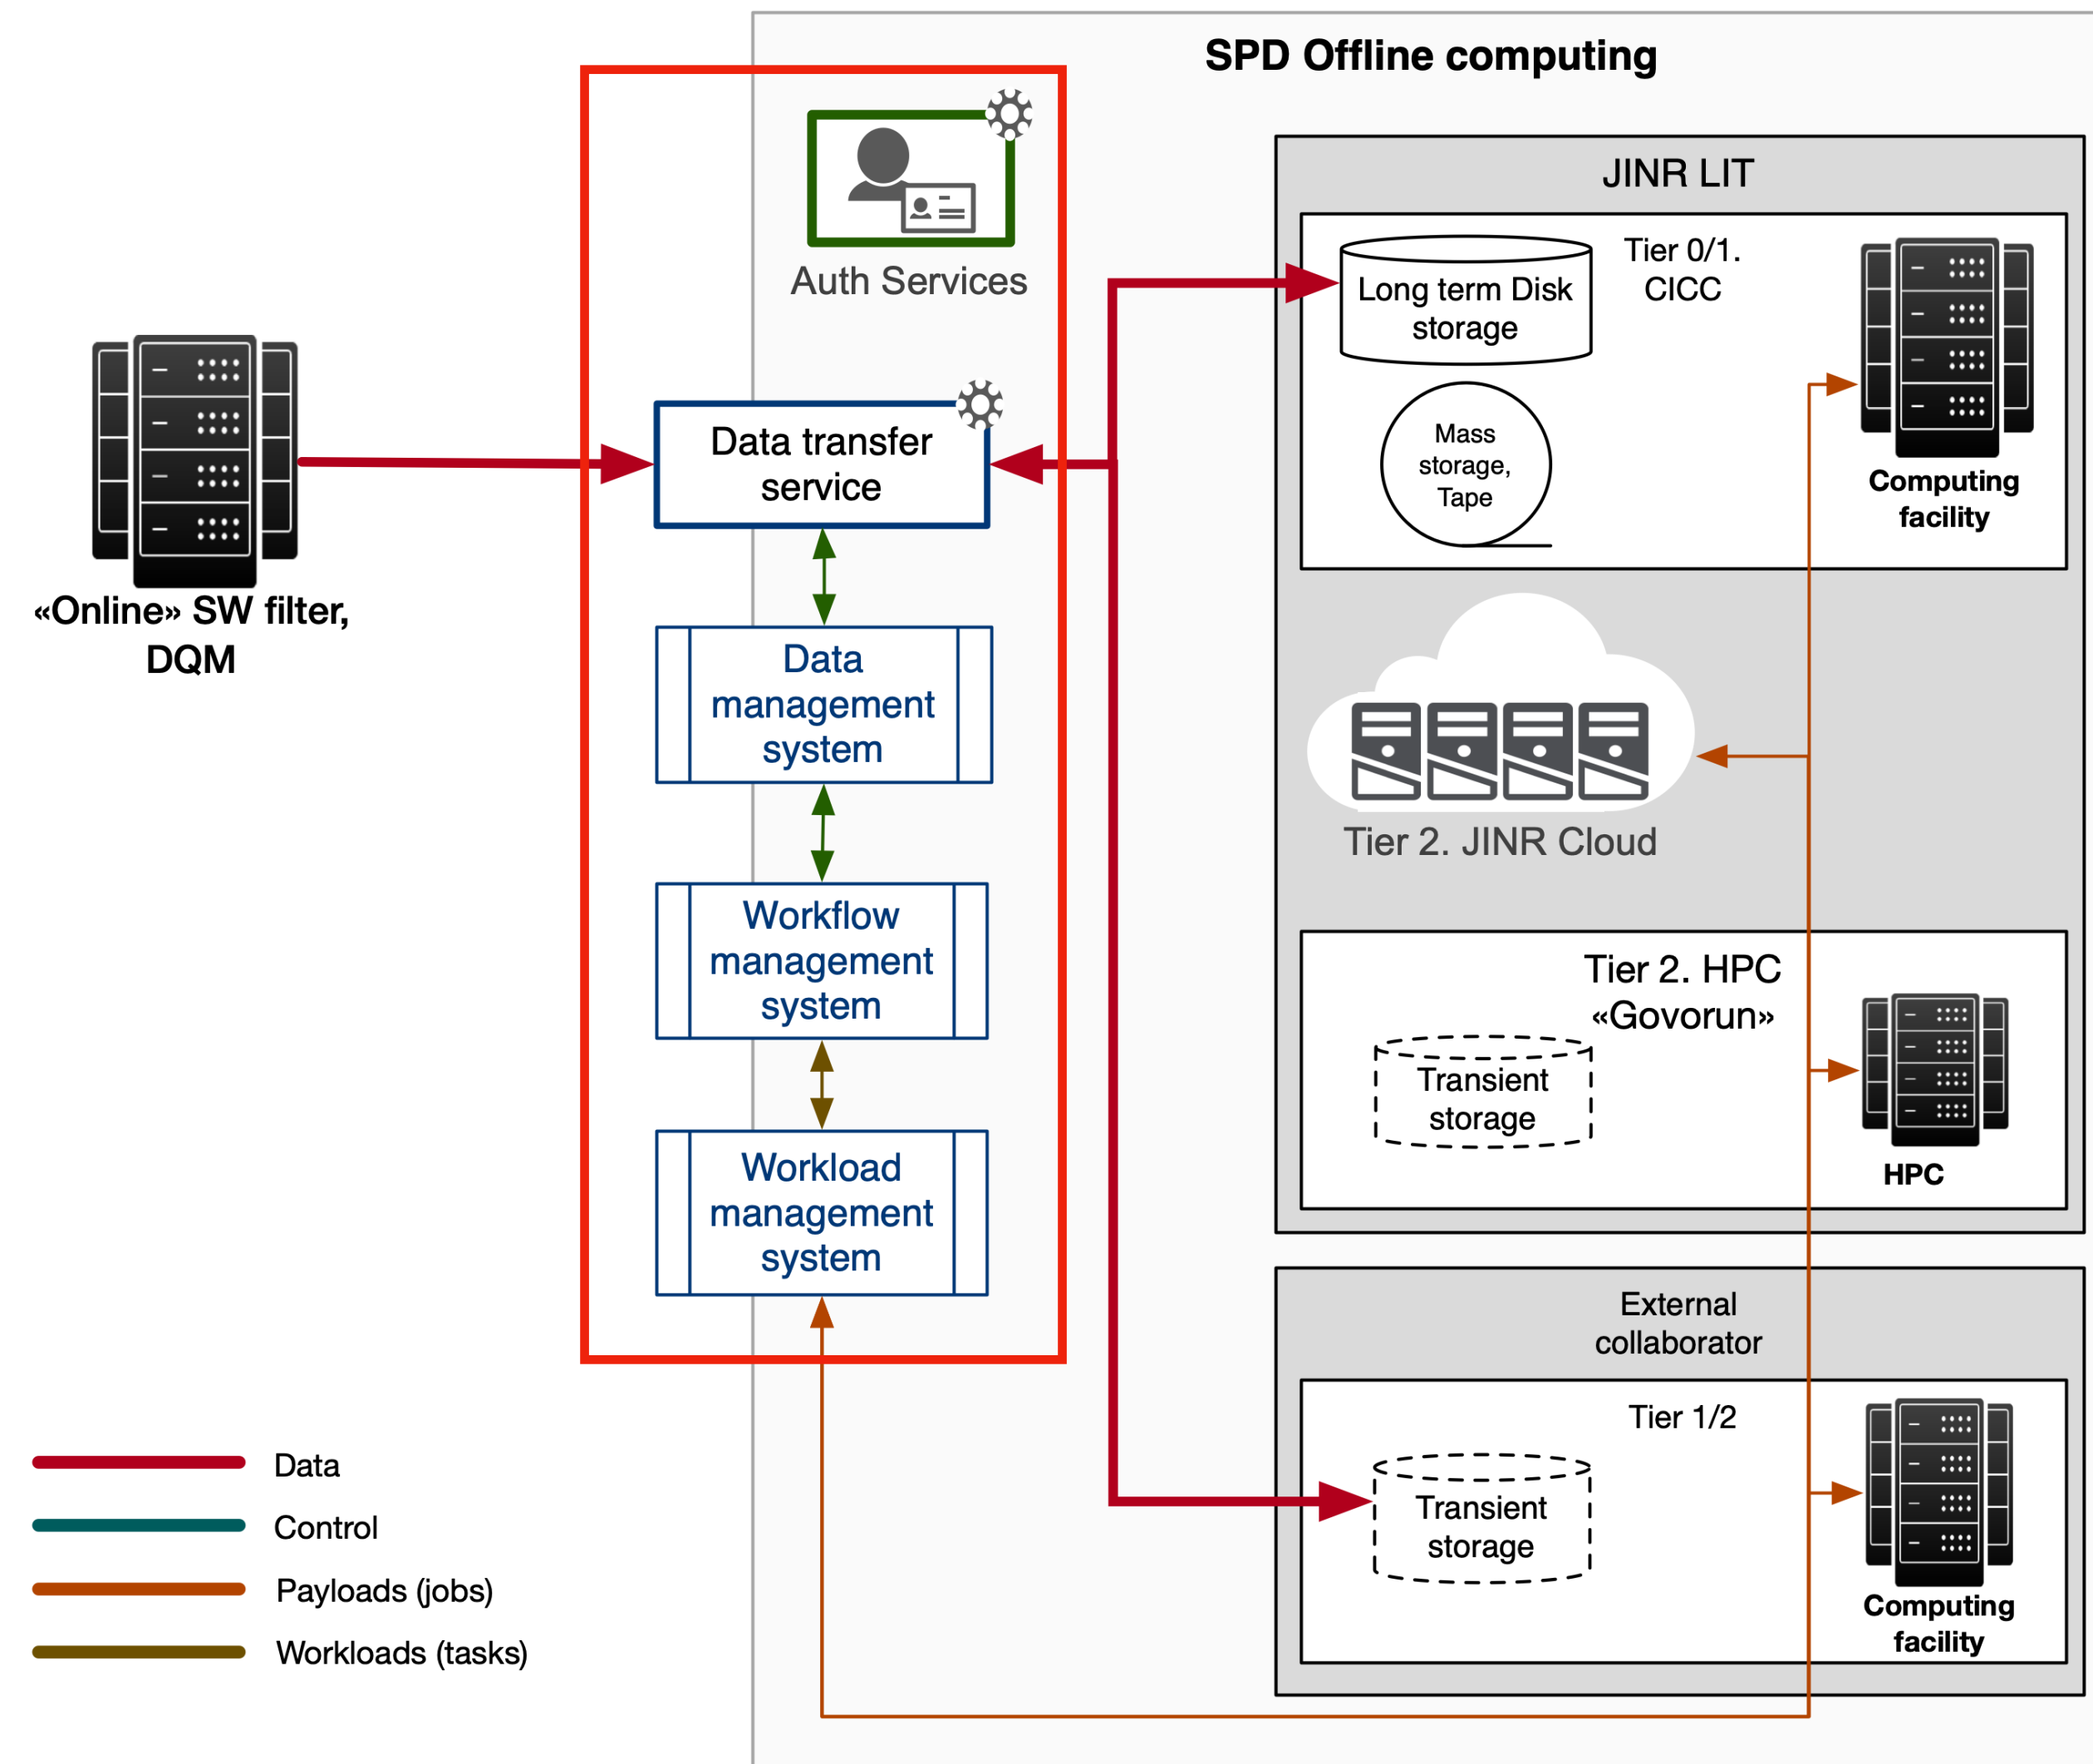 SPD Offline computing
Auth Services
«Online» SW filter,
DQM
Data transfer
service
Data
management
system
Workflow
management
system
Workload
management
system
JINR LIT
Tier 0/1.
CICC
Long term Disk
storage
Mass
storage,
Tape
Computing
facility
Tier 2. JINR Cloud
Tier 2. HPC
«Govorun»
Transient
storage
HPC
External
collaborator
Tier 1/2
Transient
storage
Computing
facility
Data
Control
Payloads (jobs)
Workloads (tasks)